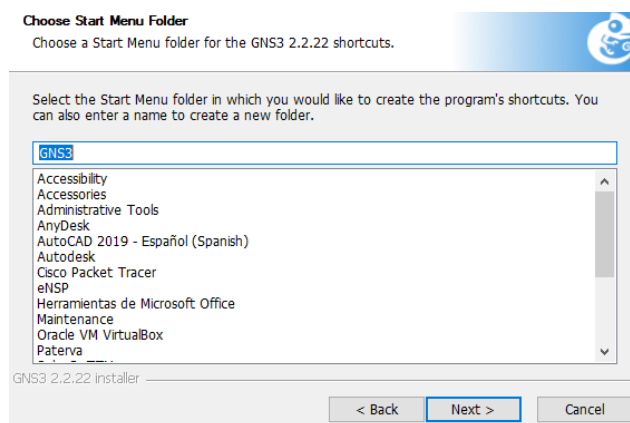 Choose Start Menu Folder
Choose a Start Menu folder for the GNS3 2.2.22 shortcuts.
Select the Start Menu folder in which you would like to create the program's shortcuts. You
can also enter a name to create a new folder.
GNS3
Accessibility
Accessories
Administrative Tools
AnyDesk
AutoCAD 2019 - Español (Spanish)
Autodesk
Cisco Packet Tracer
eNSP
Herramientas de Microsoft Office
Maintenance
Oracle VM VirtualBox
Paterva
GNS3 2.2.22 installer
< Back
Next >
Cancel